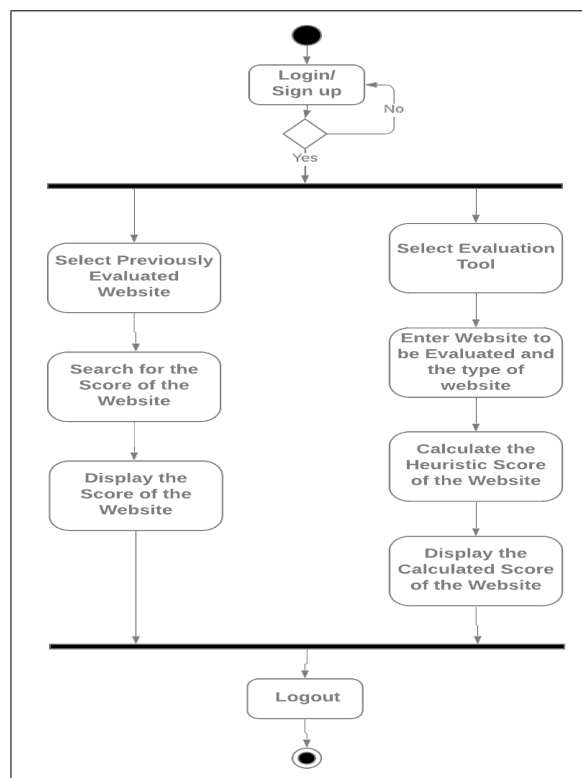 Login/
Sign up
No
Yes
Select Previously
Evaluated
Website
Search for the
Score of the
Website
Display the
Score of the
Website
Select Evaluation
Tool
Enter Website to
be Evaluated and
the type of
website
Calculate the
Heuristic Score
of the Website
Display the
Calculated Score
of the Website
Logout